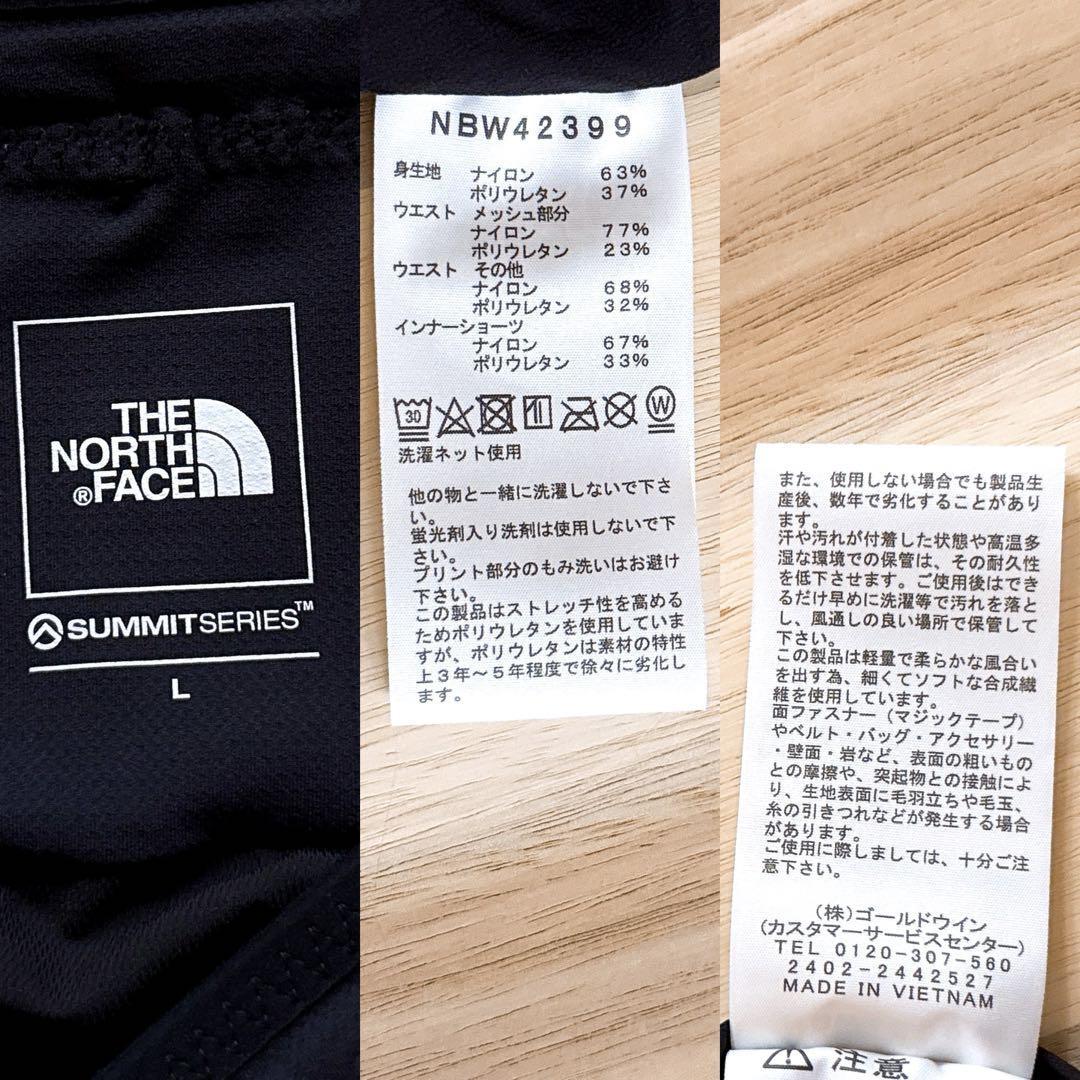 THE
NORTH
®FACE
SUMMITSERIES™
L
NBW42399
身生地 ナイロン 63%
ポリウレタン 37%
ウエスト メッシュ部分
ナイロン 77%
ポリウレタン 23%
ウエスト その他
ナイロン 68%
ポリウレタン 32%
インナーショーツ
ナイロン 67%
ポリウレタン 33%
30 W
洗濯ネット使用
他の物と一緒に洗濯しないで下さ
い。
蛍光剤入り洗剤は使用しないで下
さい。
プリント部分のもみ洗いはお避け
下さい。
この製品はストレッチ性を高める
ためポリウレタンを使用していま
すが、ポリウレタンは素材の特性
上3年～5年程度で徐々に劣化し
ます。
また、使用しない場合でも製品生
産後、数年で劣化することがあり
ます。
汗や汚れが付着した状態や高温多
湿な環境での保管は、その耐久性
を低下させます。ご使用後はでき
るだけ早めに洗濯等で汚れを落と
し、風通しの良い場所で保管して
下さい。
この製品は軽量で柔らかな風合い
を出す為、細くてソフトな合成繊
維を使用しています。
面ファスナー（マジックテープ）
やベルト・バッグ・アクセサリー
・壁面・岩など、表面の粗いもの
との摩擦や、突起物との接触によ
り、生地表面に毛羽立ちや毛玉、
糸の引きつれなどが発生する場合
があります。
ご使用に際しましては、十分ご注
意下さい。
（株）ゴールドウイン
（カスタマーサービスセンター）
TEL 0120-307-560
2402-2442527
MADE IN VIETNAM
注意